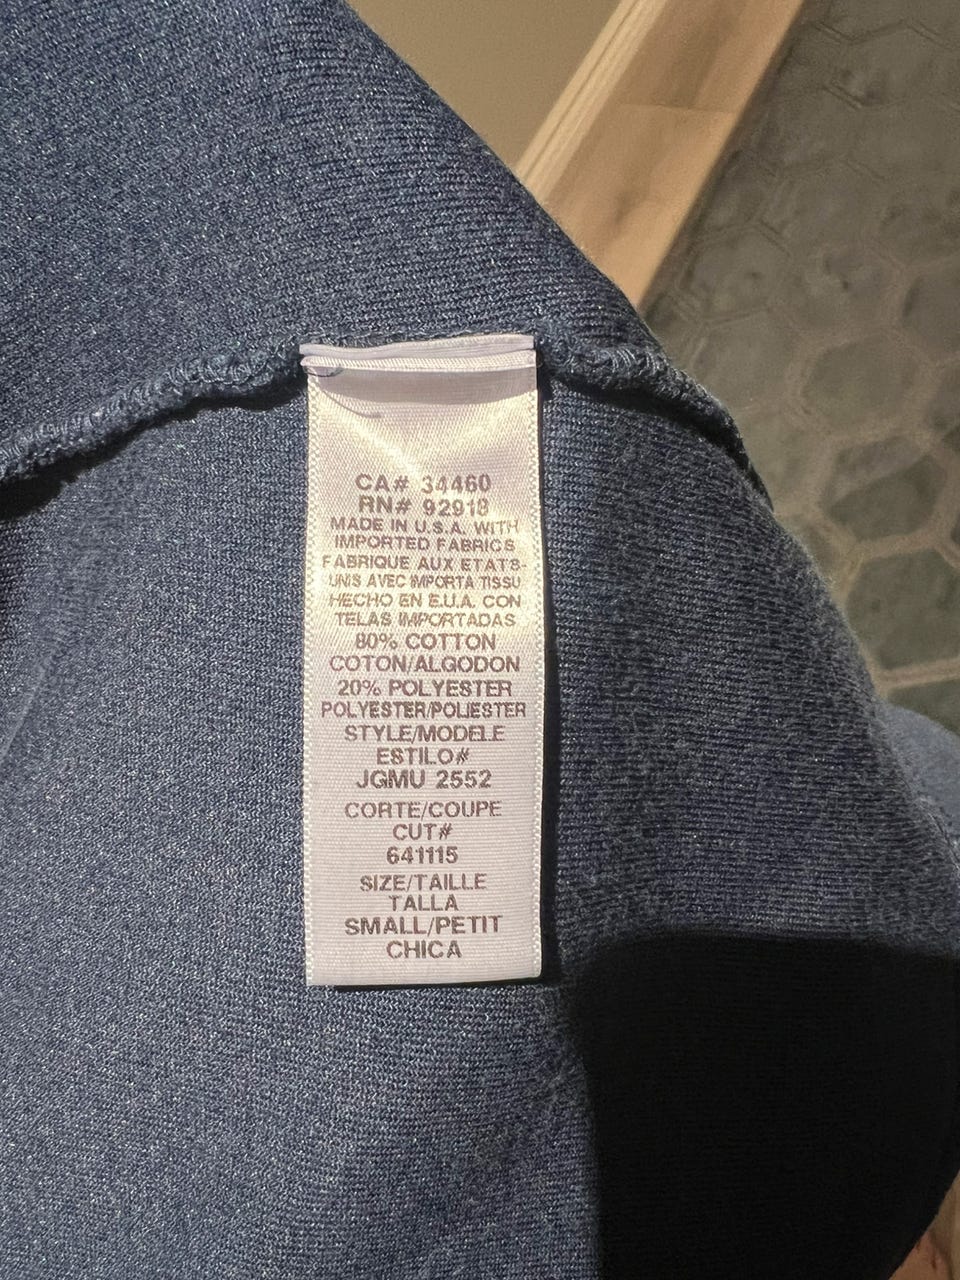 CA# 34460
RN# 92918
MADE IN U.S.A. WITH
IMPORTED FABRICS
FABRIQUE AUX ETATS-
UNIS AVEC IMPORTA TISSU
HECHO EN E.U.A. CON
TELAS IMPORTADAS
80% COTTON
COTON/ALGODON
20% POLYESTER
POLYESTER/POLIESTER
STYLE/MODELE
ESTILO#
JGMU 2552
CORTE/COUPE
CUT#
641115
SIZE/TAILLE
TALLA
SMALL/PETIT
CHICA